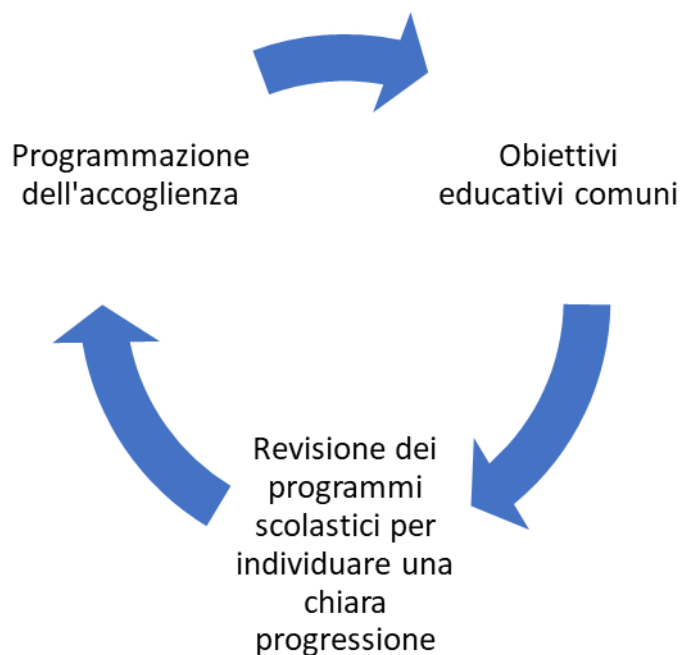 Programmazione
dell'accoglienza
Obiettivi
educativi comuni
Revisione dei
programmi
scolastici per
individuare una
chiara
progressione